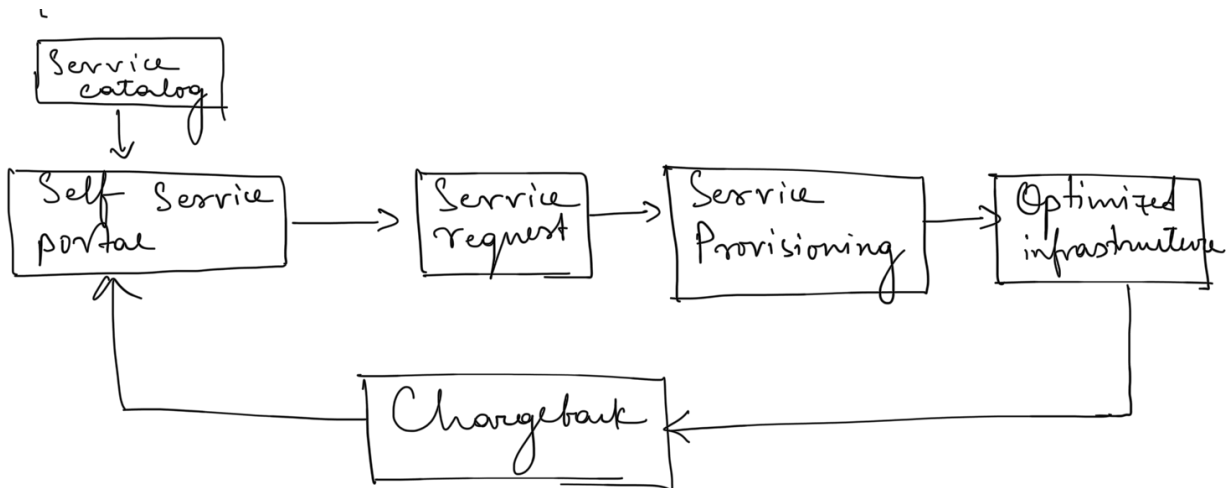 Service
catalog
Self Service
portal
Service
request
Service
Provisioning
Optimized
infrastructure
Chargeback